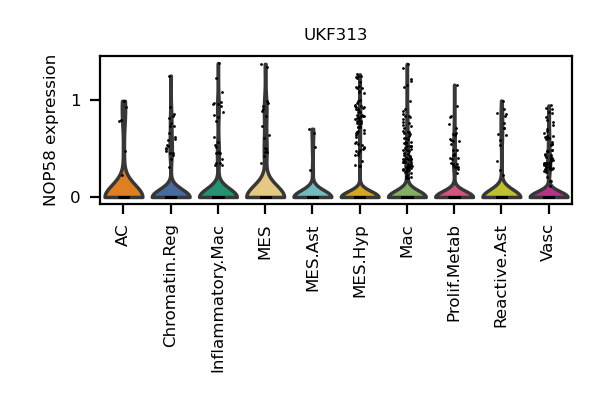 UKF313
NOP58 expression
1
0
AC
Chromatin.Reg
Inflammatory.Mac
MES
MES.Ast
MES.Hyp
Mac
Prolif.Metab
Reactive.Ast
Vasc